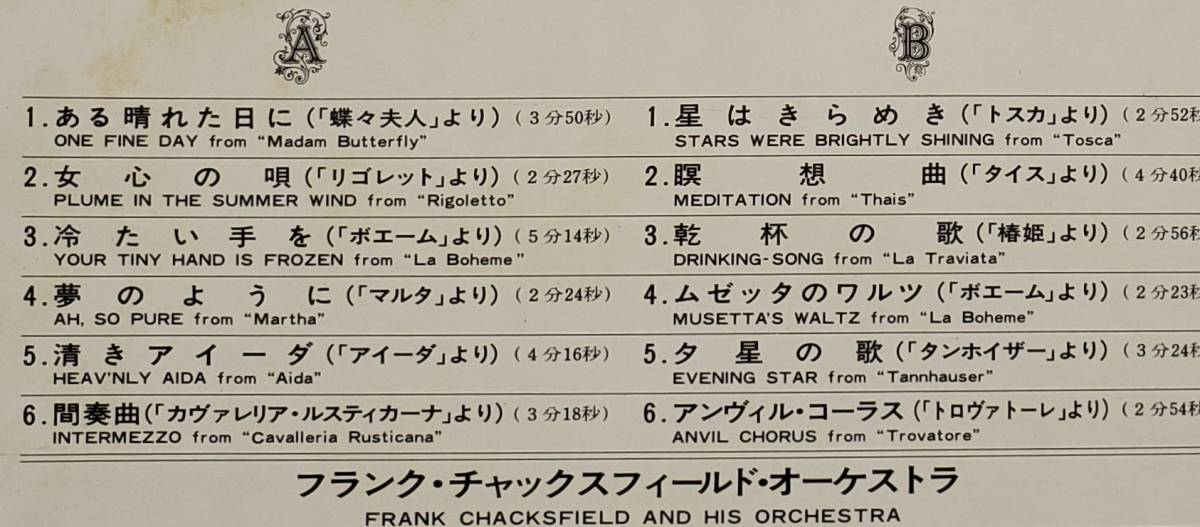 A
1.ある晴れた日に(「蝶々夫人」より)(3分50秒)
ONE FINE DAY from "Madam Butterfly"
2.女心の唄(「リゴレット」より)(2分27秒)
PLUME IN THE SUMMER WIND from "Rigoletto"
3.冷たい手を(「ボエーム」より)(5分14秒)
YOUR TINY HAND IS FROZEN from "La Boheme"
4.夢のように(「マルタ」より)(2分24秒)
AH, SO PURE from "Martha"
5.清きアイーダ(「アイーダ」より)(4分16秒)
HEAV'NLY AIDA from "Aida"
6.間奏曲(「カヴァレリア・ルスティカーナ」より)(3分18秒)
INTERMEZZO from "Cavalleria Rusticana"
B
1.星はきらめき(「トスカ」より)(2分52秒
STARS WERE BRIGHTLY SHINING from "Tosca"
2.瞑想曲(「タイス」より)(4分40秒
MEDITATION from "Thais"
3.乾杯の歌(「椿姫」より)(2分56秒
DRINKING-SONG from "La Traviata"
4.ムゼッタのワルツ(「ボエーム」より)(2分23秒
MUSETTA'S WALTZ from "La Boheme"
5.夕星の歌(「タンホイザー」より)(3分24秒
EVENING STAR from "Tannhauser"
6.アンヴィル・コーラス(「トロヴァトーレ」より)(2分54秒
ANVIL CHORUS from "Trovatore"
フランク・チャックスフィールド・オーケストラ
FRANK CHACKSFIELD AND HIS ORCHESTRA